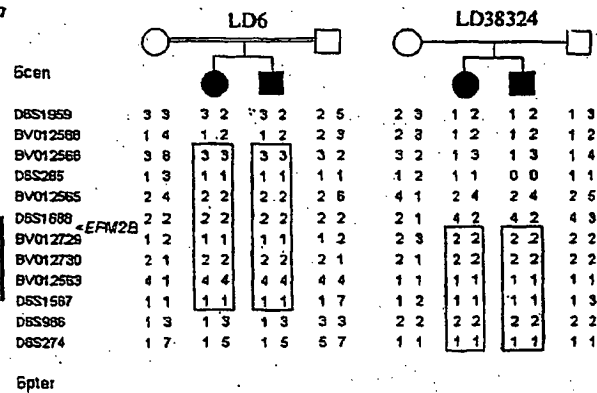 a
LD6 LD38324
6cen
D6S1959 3 3 3 2 3 2 2 5 2 3 1 2 1 2 1 3
BV012588 1 4 1 2 1 2 2 3 2 3 1 2 1 2 1 2
BV012568 3 8 3 3 3 3 3 2 3 2 1 3 1 3 1 4
D6S285 1 3 1 1 1 1 1 1 1 2 1 1 0 0 1 1
BV012565 2 4 2 2 2 2 2 6 4 1 2 4 2 4 2 5
D6S1688 2 2 2 2 2 2 2 2 2 1 4 2 4 2 4 3
«EPM2B
BV012729 1 2 1 1 1 1 1 2 2 3 2 2 2 2 2 2
BV012730 2 1 2 2 2 2 2 2 2 1 2 2 2 2 2 2
BV012563 4 1 4 4 4 4 4 4 1 1 1 1 1 1 1 1
D6S1567 1 1 1 1 1 1 1 7 1 2 1 1 1 1 1 3
D6S986 1 3 1 3 1 3 3 3 2 2 2 2 2 2 2 2
D6S274 1 7 1 5 1 5 5 7 1 1 1 1 1 1 1 1
6pter